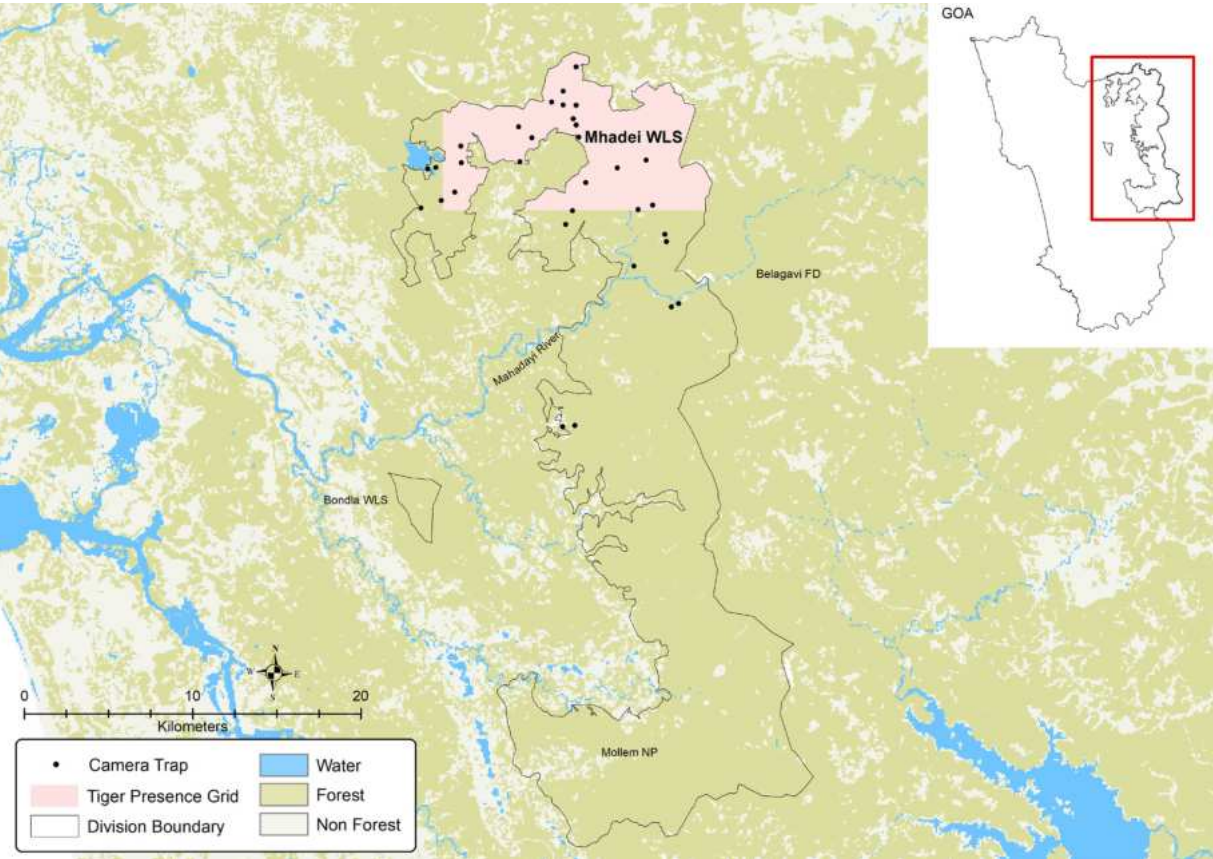 GOA
Mhadei WLS
Belagavi FD
Mahadayi River
Bondla WLS
N
W E
S
0 10 20
Kilometers
Mollem NP
Camera Trap
Tiger Presence Grid
Division Boundary
Water
Forest
Non Forest